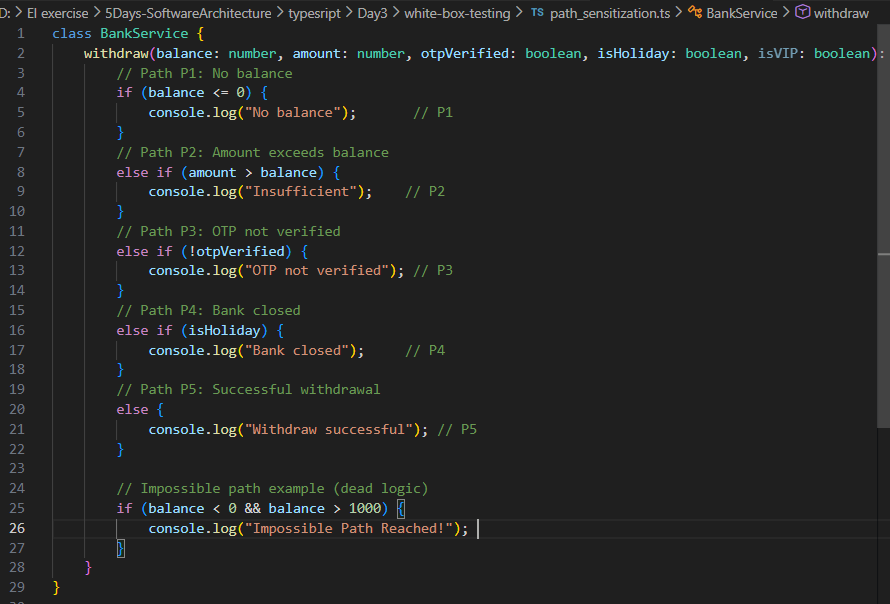 D: > EI exercise > 5Days-SoftwareArchitecture > typesript > Day3 > white-box-testing > TS path_sensitization.ts > BankService > withdraw
1 class BankService {
2 withdraw(balance: number, amount: number, otpVerified: boolean, isHoliday: boolean, isVIP: boolean):
3 // Path P1: No balance
4 if (balance <= 0) {
5 console.log("No balance"); // P1
6 }
7 // Path P2: Amount exceeds balance
8 else if (amount > balance) {
9 console.log("Insufficient"); // P2
10 }
11 // Path P3: OTP not verified
12 else if (!otpVerified) {
13 console.log("OTP not verified"); // P3
14 }
15 // Path P4: Bank closed
16 else if (isHoliday) {
17 console.log("Bank closed"); // P4
18 }
19 // Path P5: Successful withdrawal
20 else {
21 console.log("Withdraw successful"); // P5
22 }
23
24 // Impossible path example (dead logic)
25 if (balance < 0 && balance > 1000) {
26 console.log("Impossible Path Reached!");
27 }
28 }
29 }